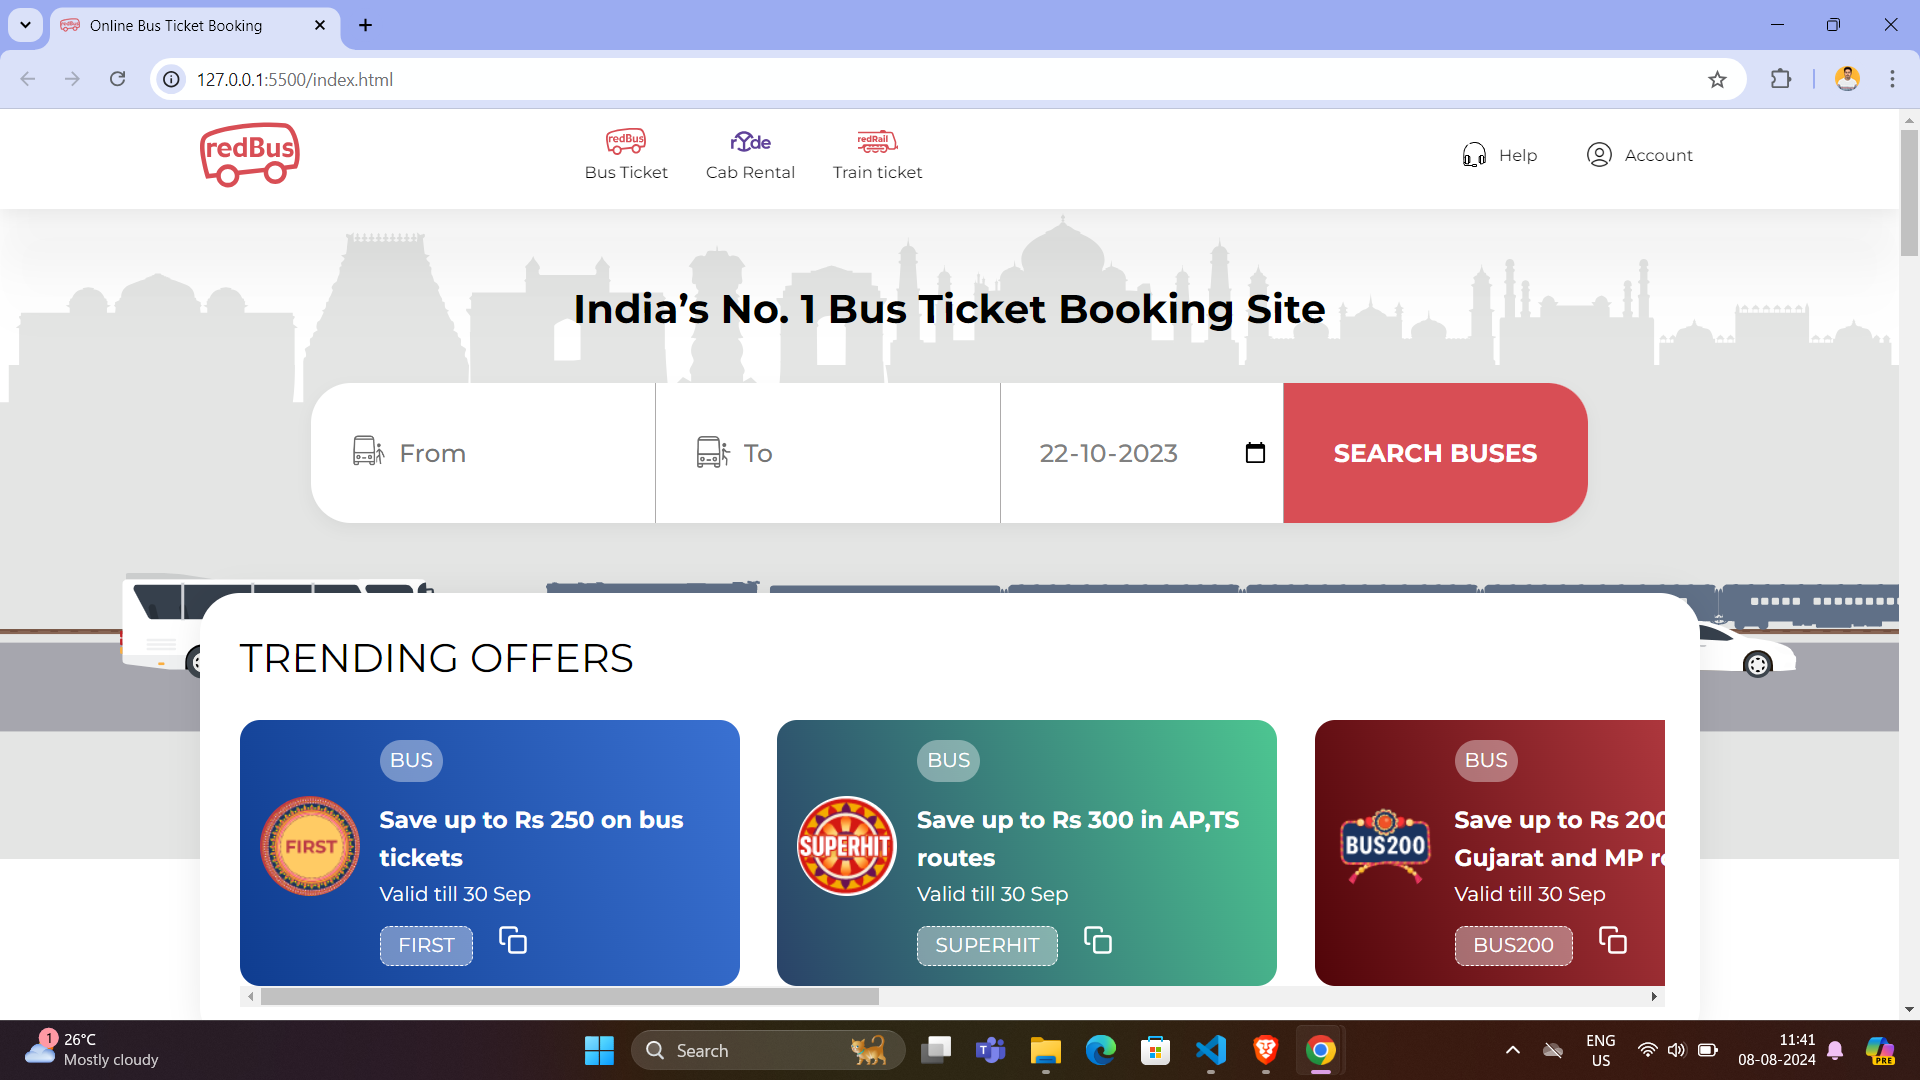 Online Bus Ticket Booking
127.0.0.1:5500/index.html
redBus
redBus
Bus Ticket
rYde
Cab Rental
redRail
Train ticket
Help
Account
India’s No. 1 Bus Ticket Booking Site
From
To
22-10-2023
SEARCH BUSES
TRENDING OFFERS
BUS
FIRST
Save up to Rs 250 on bus
tickets
Valid till 30 Sep
FIRST
BUS
SUPERHIT
Save up to Rs 300 in AP,TS
routes
Valid till 30 Sep
SUPERHIT
BUS
BUS200
Save up to Rs 200
Gujarat and MP
Valid till 30 Sep
BUS200
1
26°C
Mostly cloudy
Search
ENG
US
11:41
08-08-2024
PRE